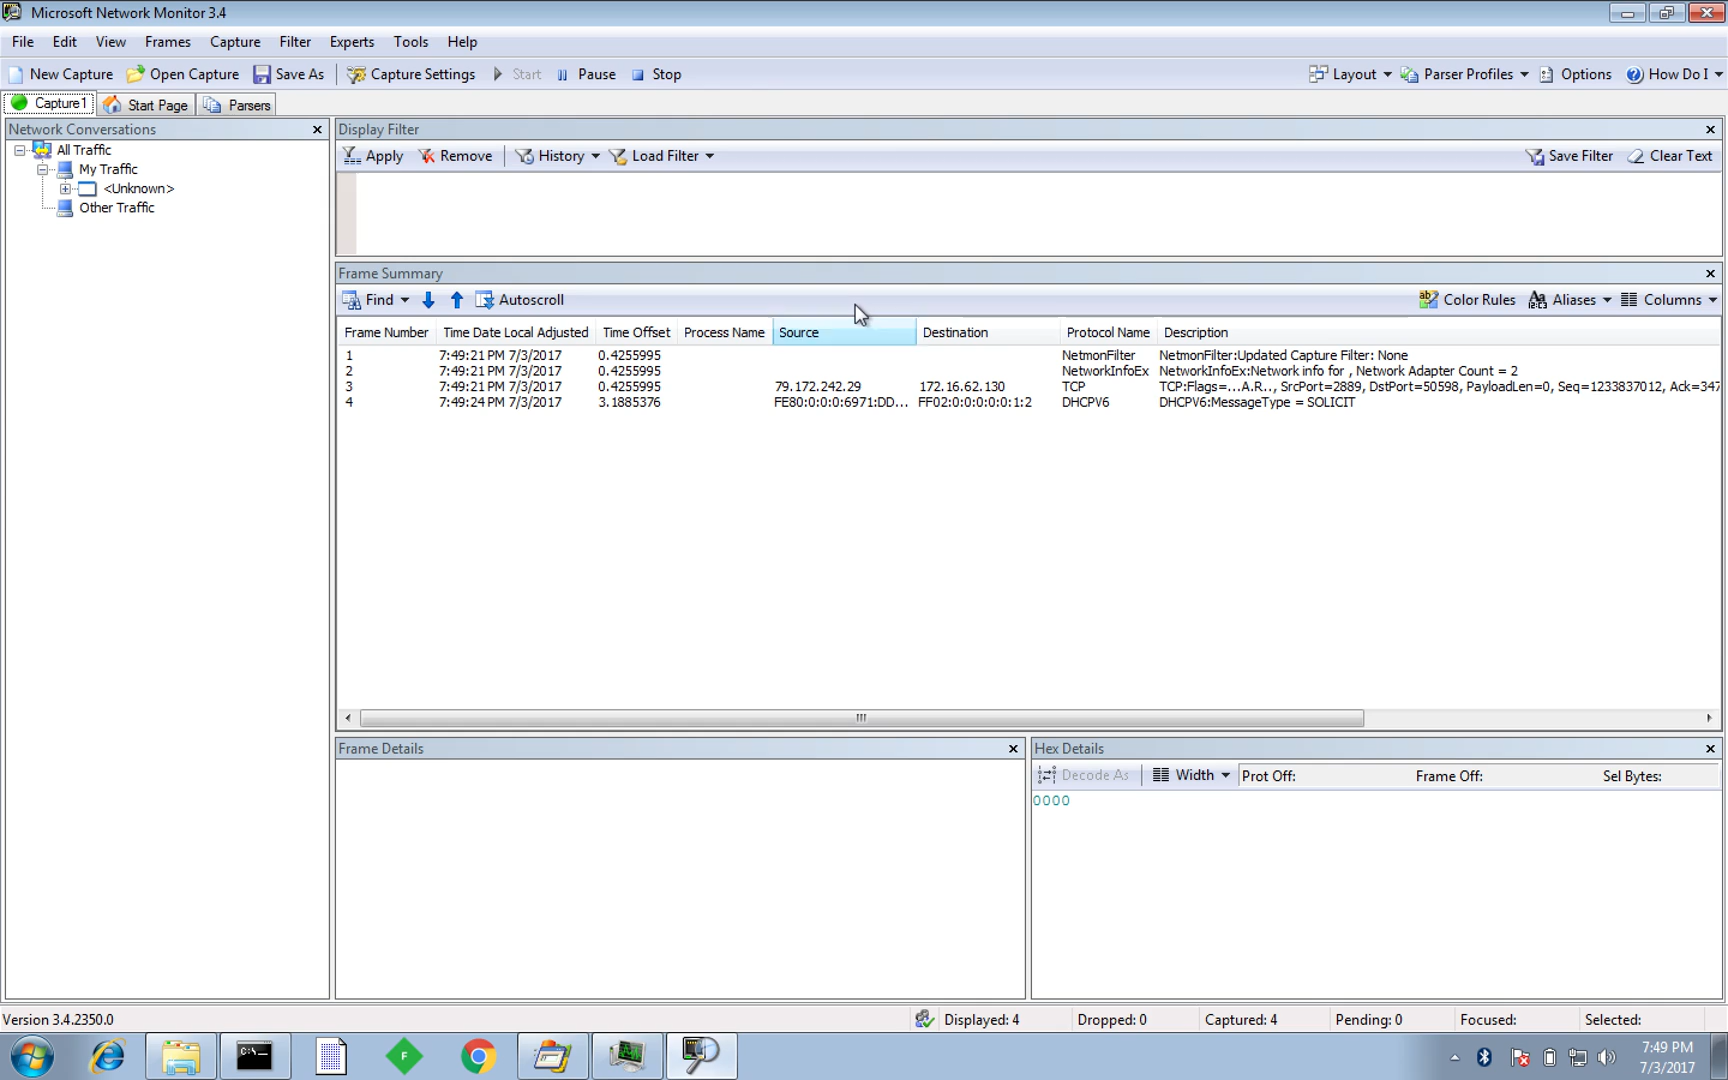 Microsoft Network Monitor 3.4
File Edit View Frames Capture Filter Experts Tools Help
New Capture Open Capture Save As Capture Settings Start Pause Stop Layout Parser Profiles Options How Do I
Capture1 Start Page Parsers
Network Conversations
All Traffic
My Traffic
<Unknown>
Other Traffic
Display Filter
Apply Remove History Load Filter Save Filter Clear Text
Frame Summary
Find Autoscroll Color Rules Aliases Columns
Frame Number Time Date Local Adjusted Time Offset Process Name Source Destination Protocol Name Description
1 7:49:21 PM 7/3/2017 0.4255995 NetmonFilter NetmonFilter:Updated Capture Filter: None
2 7:49:21 PM 7/3/2017 0.4255995 NetworkInfoEx NetworkInfoEx:Network info for , Network Adapter Count = 2
3 7:49:21 PM 7/3/2017 0.4255995 79.172.242.29 172.16.62.130 TCP TCP:Flags=...A.R.., SrcPort=2889, DstPort=50598, PayloadLen=0, Seq=1233837012, Ack=347
4 7:49:24 PM 7/3/2017 3.1885376 FE80:0:0:0:6971:DD... FF02:0:0:0:0:0:1:2 DHCPV6 DHCPV6:MessageType = SOLICIT
Frame Details
Hex Details
Decode As Width Prot Off: Frame Off: Sel Bytes:
0000
Version 3.4.2350.0 Displayed: 4 Dropped: 0 Captured: 4 Pending: 0 Focused: Selected:
C:\._
F
7:49 PM
7/3/2017